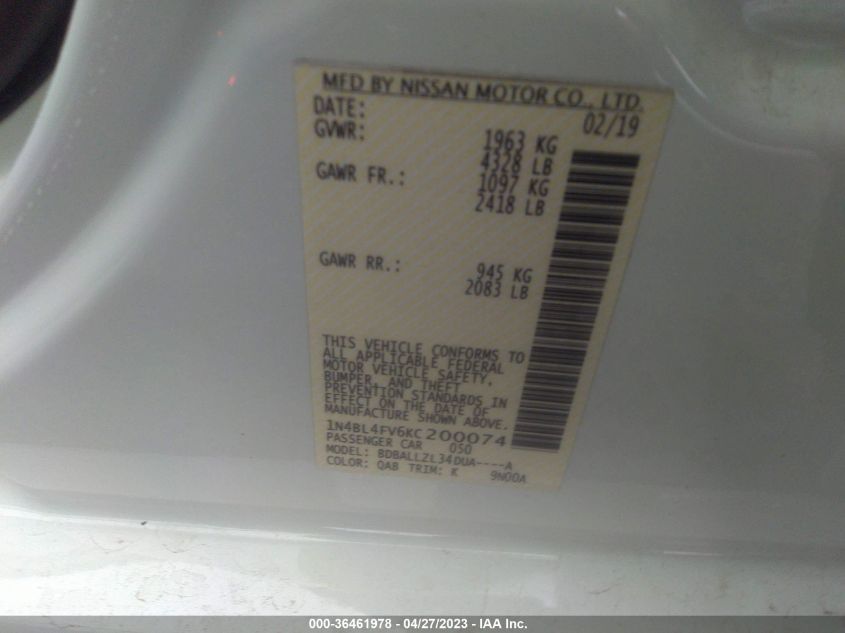 MFD BY NISSAN MOTOR CO., LTD.
DATE: 02/19
GVWR: 1963 KG
4328 LB
GAWR FR.: 1097 KG
2418 LB
GAWR RR.: 945 KG
2083 LB
THIS VEHICLE CONFORMS TO
ALL APPLICABLE FEDERAL
MOTOR VEHICLE SAFETY,
BUMPER, AND THEFT
PREVENTION STANDARDS IN
EFFECT ON THE DATE OF
MANUFACTURE SHOWN ABOVE.
1N4BL4FV6KC200074
PASSENGER CAR 050
MODEL: BDBALLZL34DUA----A
COLOR: QAB TRIM: K 9N00A
000-36461978 - 04/27/2023 - IAA Inc.